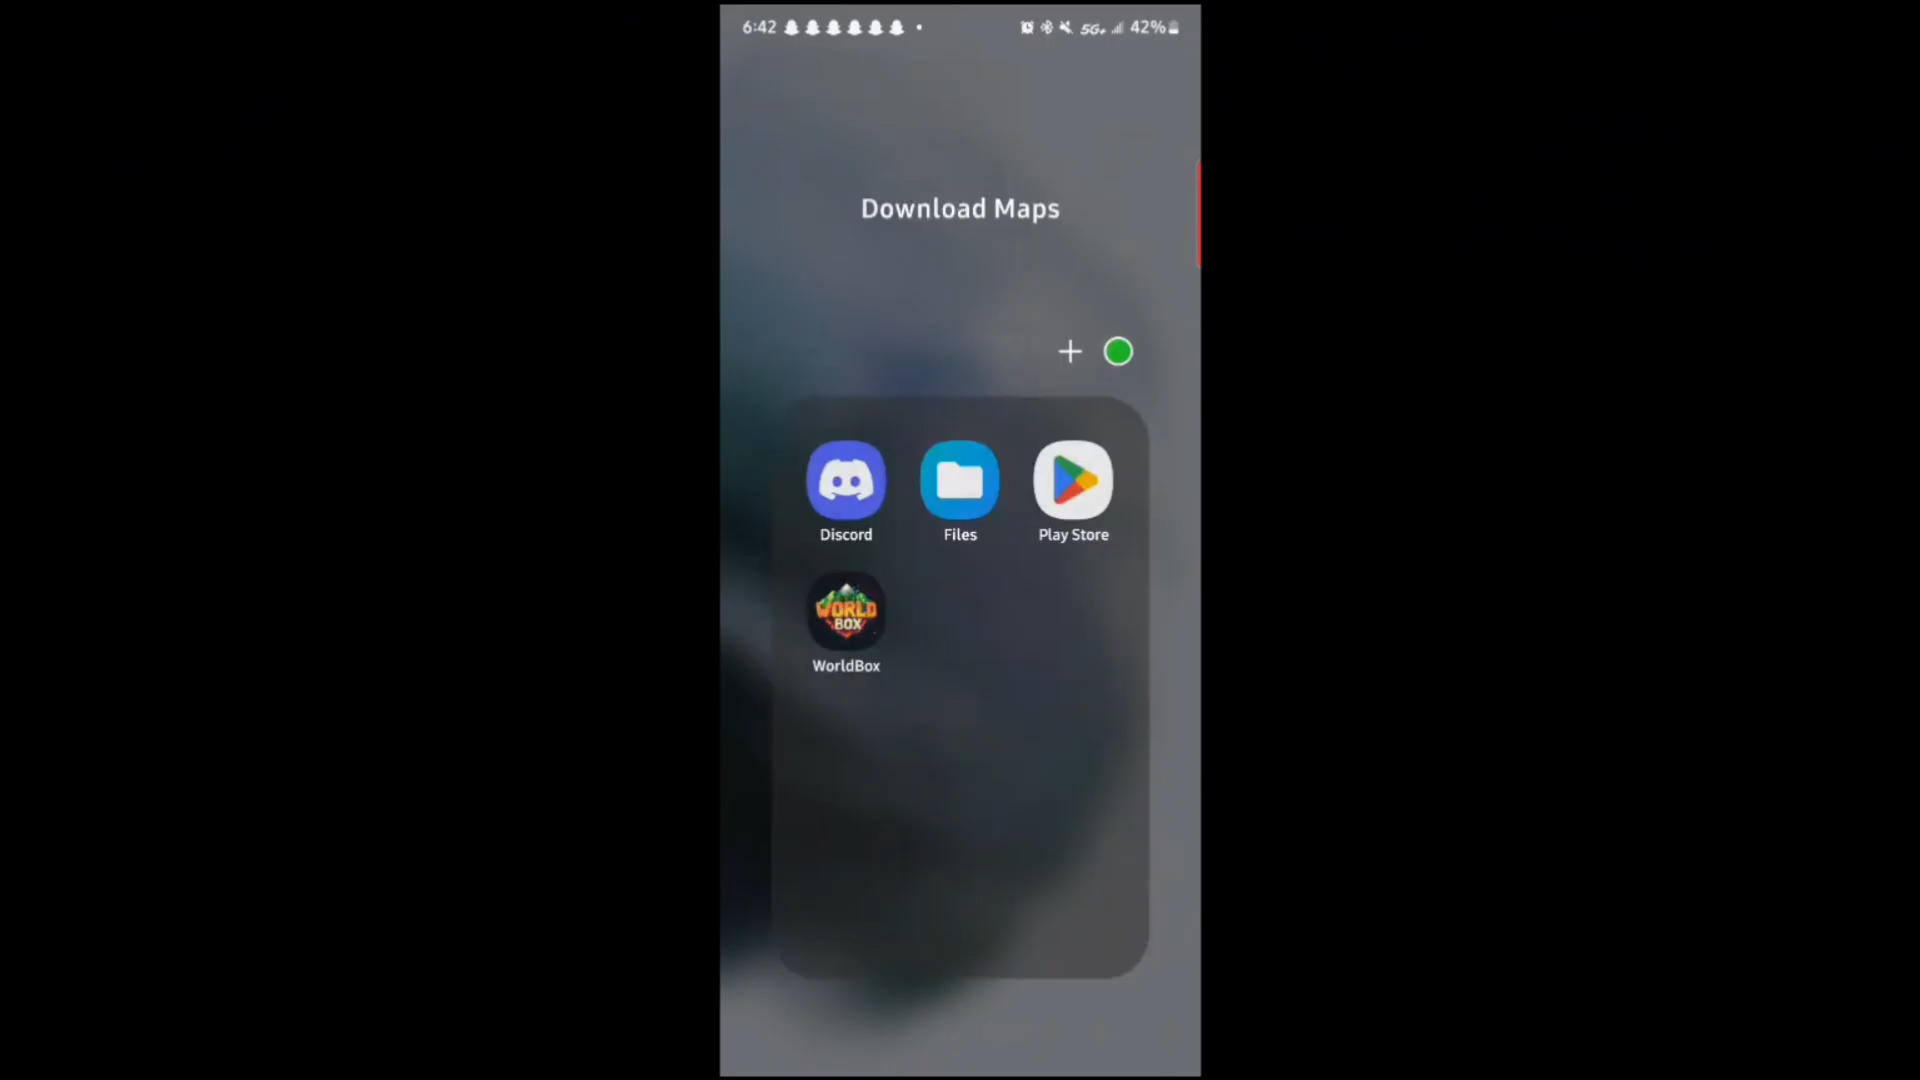 6:42 5G+ 42%
Download Maps
Discord Files Play Store
WORLD
BOX
WorldBox